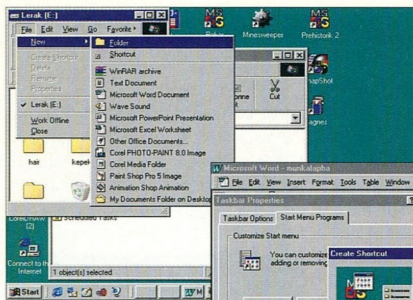 Lerak (E:)
File Edit View Go Favorites
New
Create Shortcut
Delete
Rename
Properties
Lerak (E:)
Work Offline
Close
Folder
Shortcut
WinRAR archive
Text Document
Microsoft Word Document
Wave Sound
Microsoft PowerPoint Presentation
Microsoft Excel Worksheet
Other Office Documents...
Corel PHOTO-PAINT 8.0 Image
Corel Media Folder
Paint Shop Pro 5 Image
Animation Shop Animation
My Documents Folder on Desktop
Minesweeper
Prehistorik 2
Cut
hair
Scheduled Tasks
(2)
Connect to the Internet
1 object(s) selected
Start
Microsoft Word - munkalapha
File Edit View Insert Format Tools Table Window
Taskbar Properties
Taskbar Options Start Menu Programs
Customize Start menu
You can customize
adding or removing
Create Shortcut